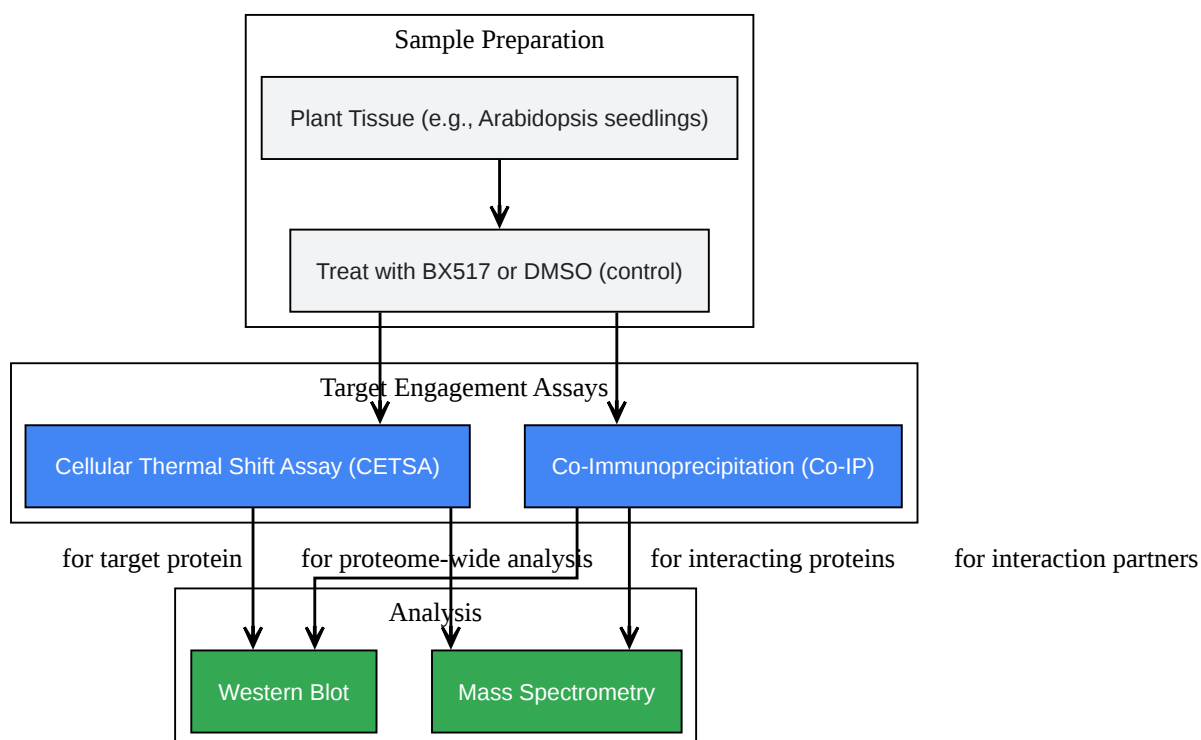 Sample Preparation
Plant Tissue (e.g., Arabidopsis seedlings)
Treat with BX517 or DMSO (control)
Target Engagement Assays
Cellular Thermal Shift Assay (CETSA)
Co-Immunoprecipitation (Co-IP)
for target protein
for proteome-wide analysis
for interacting proteins
for interaction partners
Analysis
Western Blot
Mass Spectrometry